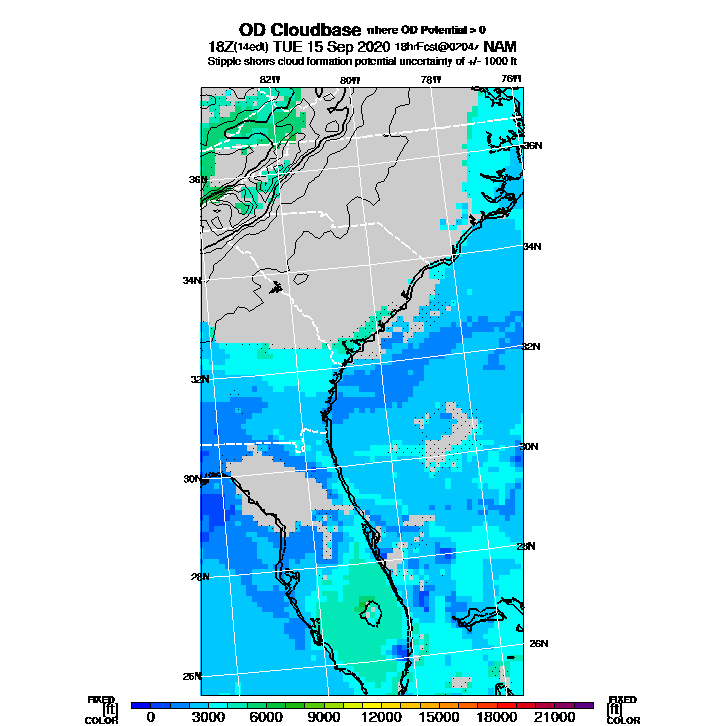 OD Cloudbase where OD Potential > 0
18Z(14edt) TUE 15 Sep 2020 18hrFcst@0204z NAM
Stipple shows cloud formation potential uncertainty of +/- 1000 ft
82W 80W 78W 76W
36N
36N
34N
34N
32N
32N
30N
30N
28N
28N
26N
26N
FIXED FIXED
[ft] [ft]
COLOR 0 3000 6000 9000 12000 15000 18000 21000 COLOR